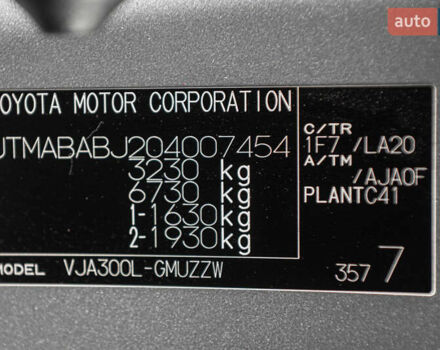 auto
TOYOTA MOTOR CORPORATION
JTMABABJ204007454
3230 kg
6730 kg
1-1630kg
2-1930kg
C/TR
1F7 /LA20
A/TM
/AJA0F
PLANTC41
MODEL VJA300L-GMUZZW
357 7